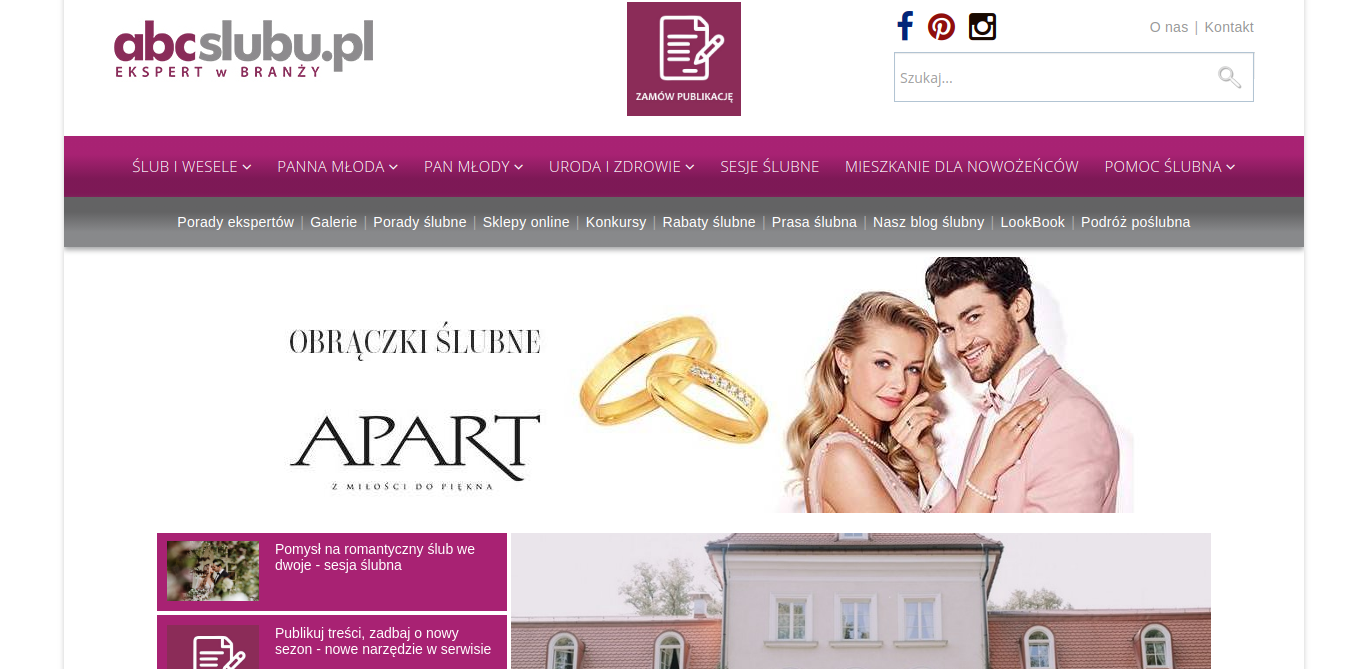 abcslubu.pl
EKSPERT w BRANŻY
ZAMÓW PUBLIKACJĘ
O nas | Kontakt
Szukaj...
ŚLUB I WESELE PANNA MŁODA PAN MŁODY URODA I ZDROWIE SESJE ŚLUBNE MIESZKANIE DLA NOWOŻEŃCÓW POMOC ŚLUBNA
Porady ekspertów | Galerie | Porady ślubne | Sklepy online | Konkursy | Rabaty ślubne | Prasa ślubna | Nasz blog ślubny | LookBook | Podróż poślubna
OBRĄCZKI ŚLUBNE
APART
Z MIŁOŚCI DO PIĘKNA
Pomysł na romantyczny ślub we
dwoje - sesja ślubna
Publikuj treści, zadbaj o nowy
sezon - nowe narzędzie w serwisie